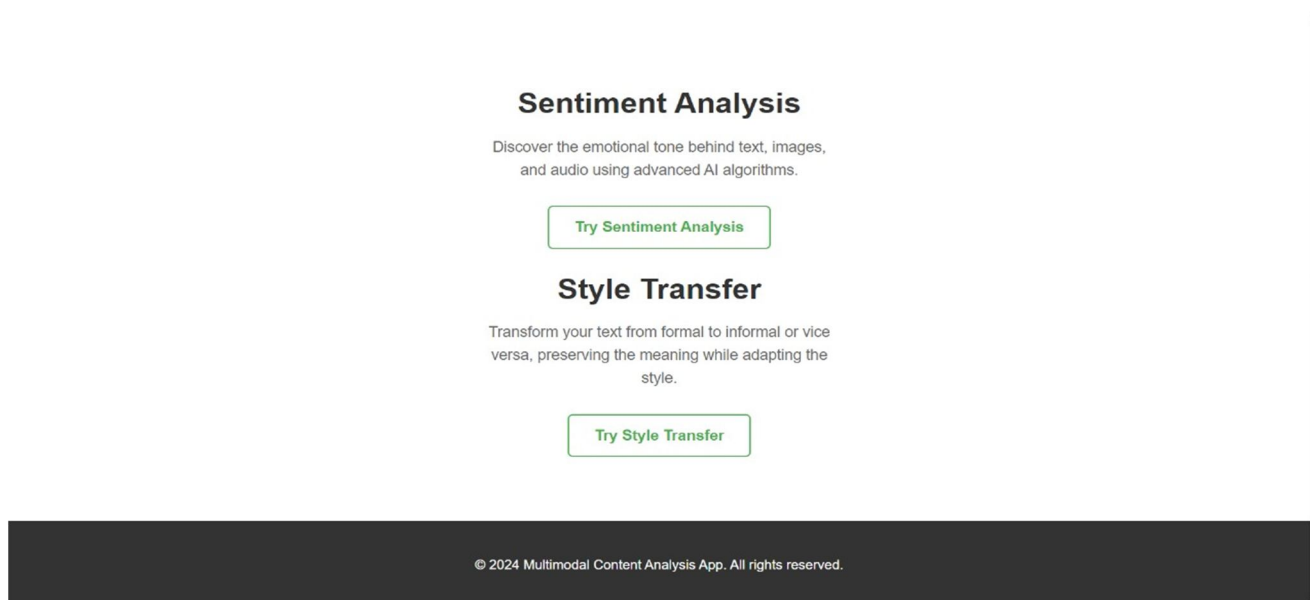 Sentiment Analysis
Discover the emotional tone behind text, images,
and audio using advanced AI algorithms.
Try Sentiment Analysis
Style Transfer
Transform your text from formal to informal or vice
versa, preserving the meaning while adapting the
style.
Try Style Transfer
© 2024 Multimodal Content Analysis App. All rights reserved.